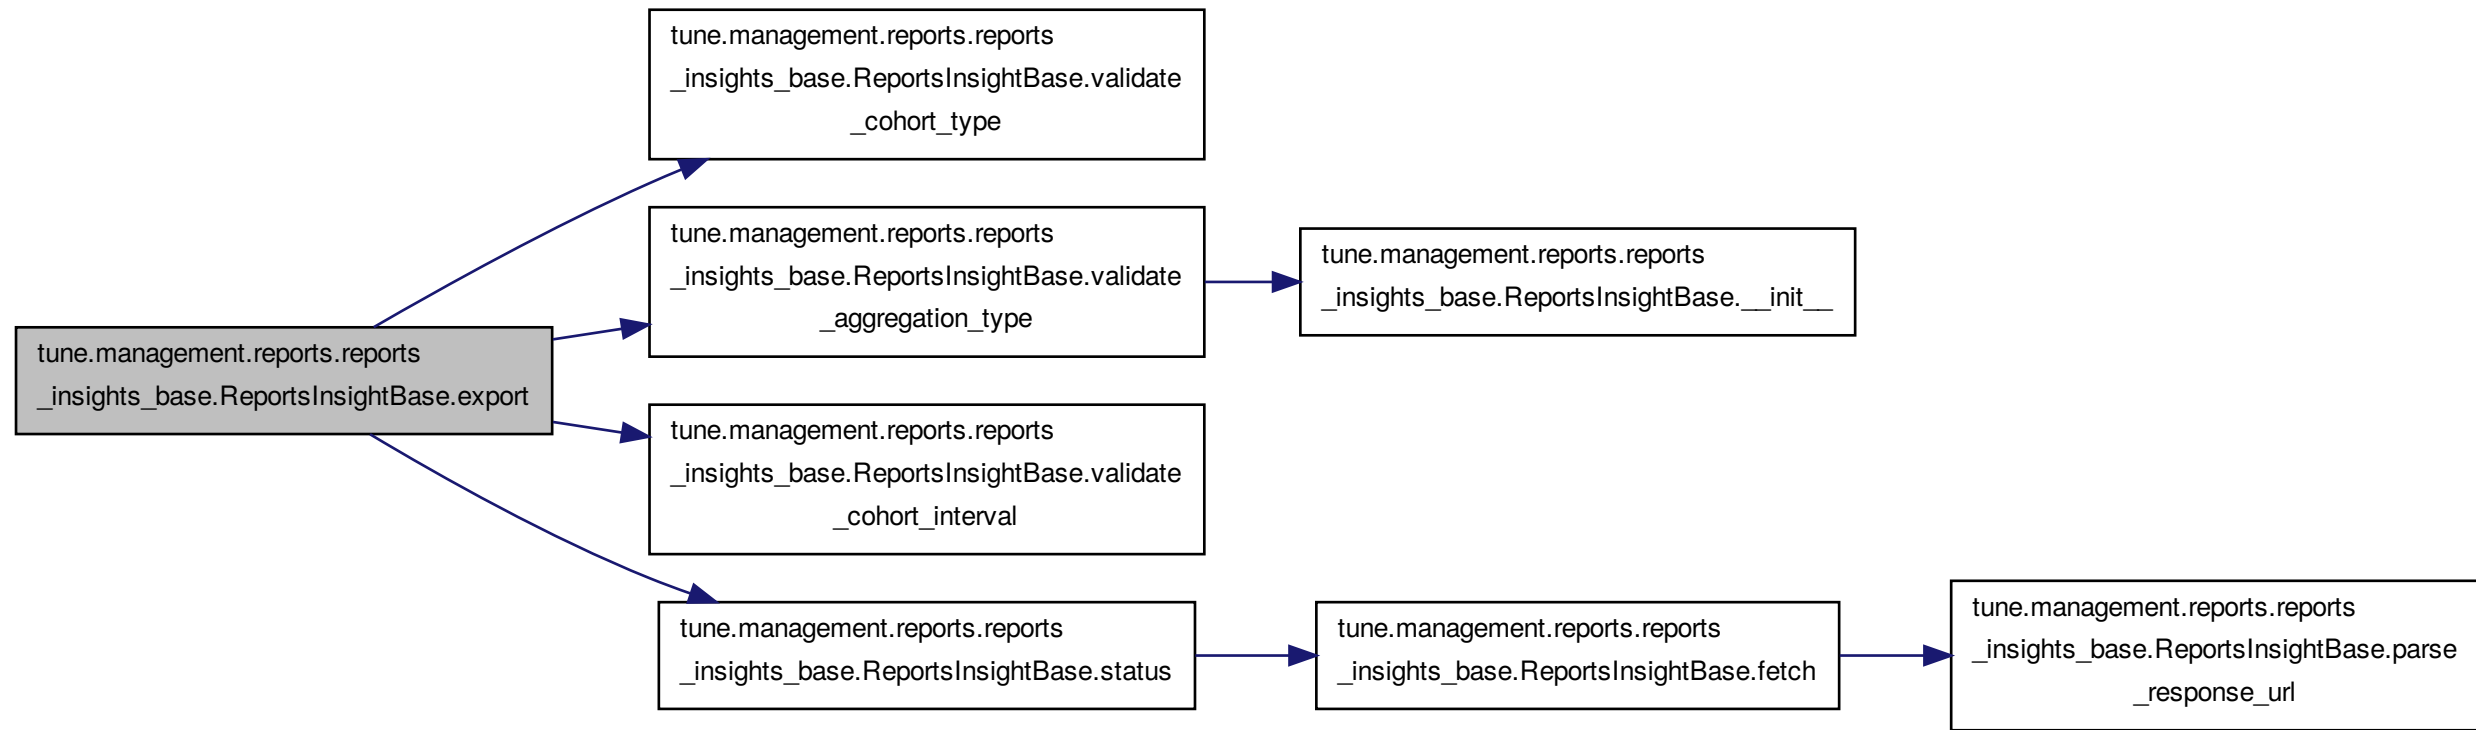 tune.management.reports.reports
_insights_base.ReportsInsightBase.validate
_cohort_type
tune.management.reports.reports
_insights_base.ReportsInsightBase.validate
_aggregation_type
tune.management.reports.reports
_insights_base.ReportsInsightBase.__init__
tune.management.reports.reports
_insights_base.ReportsInsightBase.export
tune.management.reports.reports
_insights_base.ReportsInsightBase.validate
_cohort_interval
tune.management.reports.reports
_insights_base.ReportsInsightBase.status
tune.management.reports.reports
_insights_base.ReportsInsightBase.fetch
tune.management.reports.reports
_insights_base.ReportsInsightBase.parse
_response_url